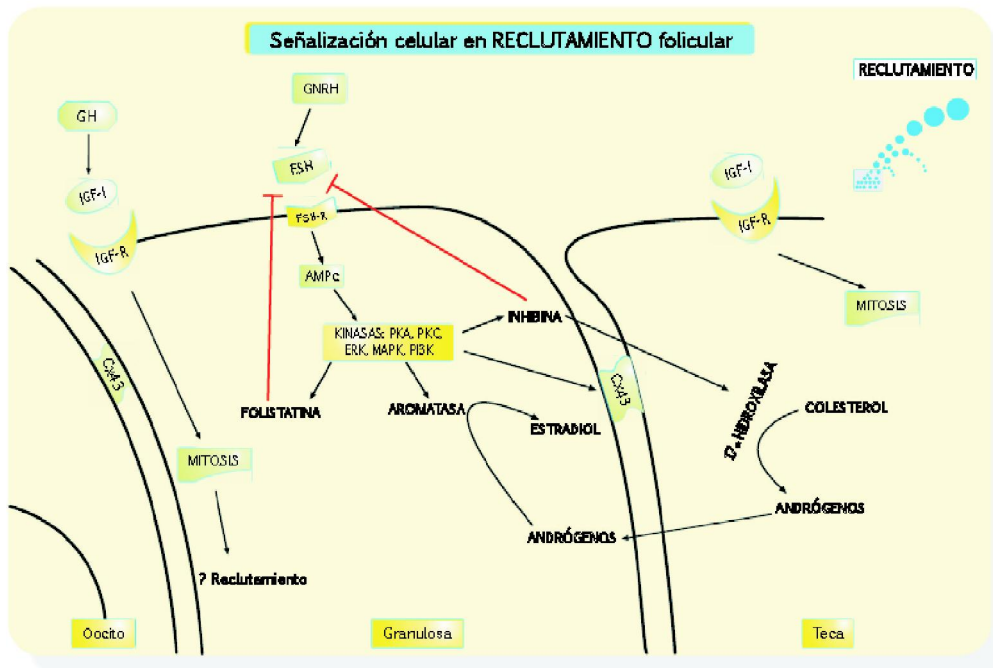 Señalización celular en RECLUTAMIENTO folicular
RECLUTAMIENTO
GNRH
GH
FSH
IGF-I
IGF-R
FSH-R
AMPc
KINASAS: PKA, PKC,
ERK, MAPK, PI3K
INHIBINA
FOLISTATINA
AROMATASA
ESTRADIOL
Cx43
MITOSIS
? Reclutamiento
ANDRÓGENOS
Cx43
IGF-I
IGF-R
MITOSIS
17α HIDROXILASA
COLESTEROL
ANDRÓGENOS
Oocito
Granulosa
Teca